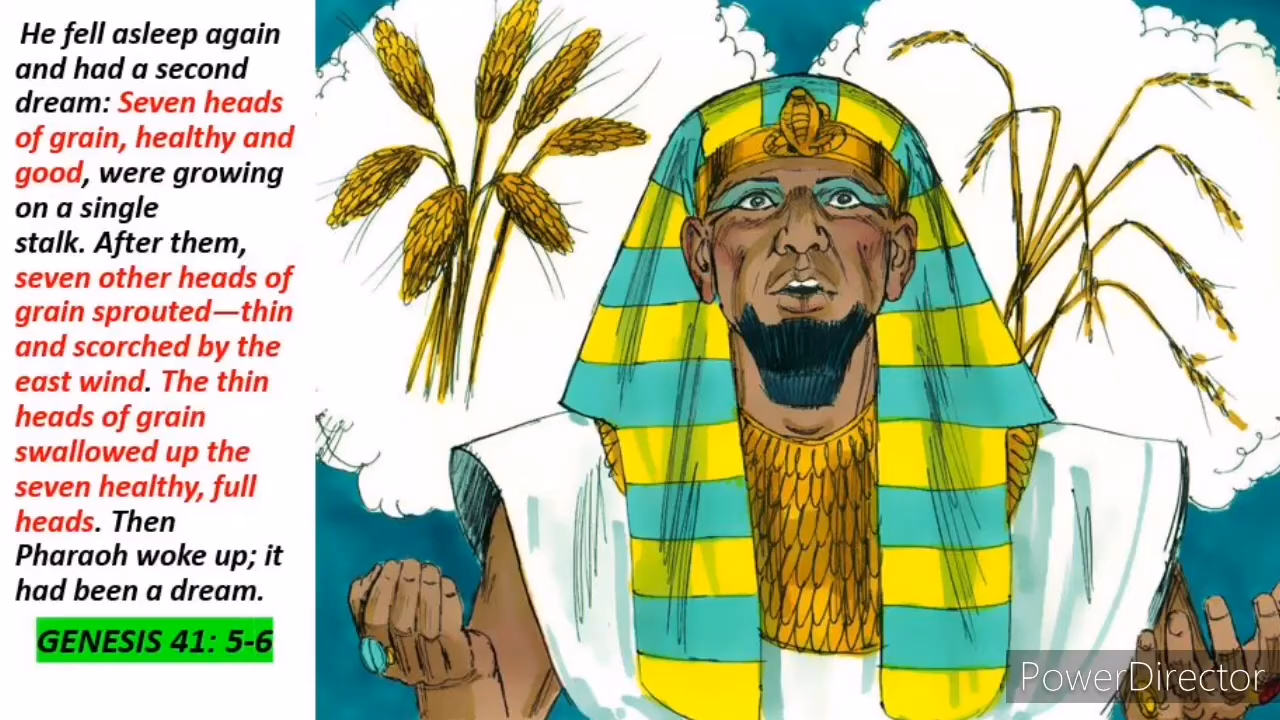 He fell asleep again
and had a second
dream: Seven heads
of grain, healthy and
good, were growing
on a single
stalk. After them,
seven other heads of
grain sprouted—thin
and scorched by the
east wind. The thin
heads of grain
swallowed up the
seven healthy, full
heads. Then
Pharaoh woke up; it
had been a dream.
GENESIS 41: 5-6
PowerDirector